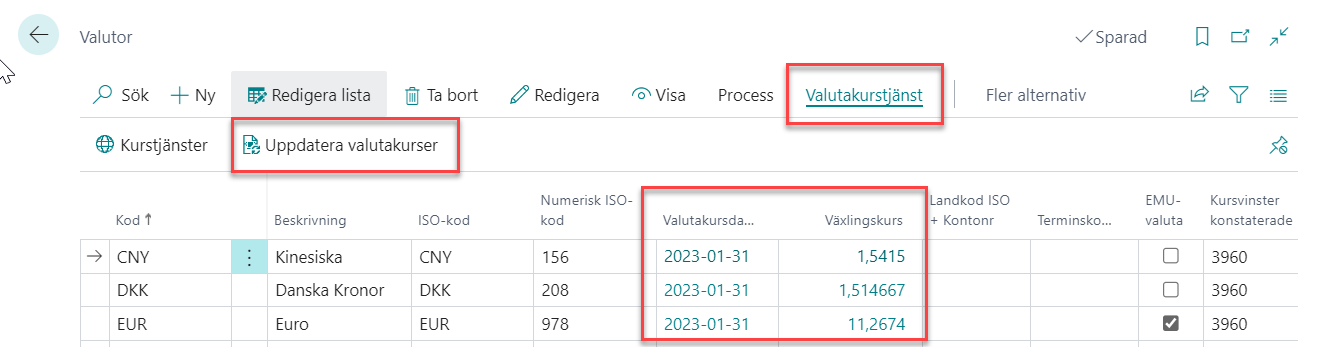 Valutor
Sparad
Sök
Ny
Redigera lista
Ta bort
Redigera
Visa
Process
Valutakurstjänst
Fler alternativ
Kurstjänster
Uppdatera valutakurser
Kod ↑
Beskrivning
ISO-kod
Numerisk ISO-
kod
Valutakursda...
Växlingskurs
Landkod ISO
+ Kontonr
Terminsko...
EMU-
valuta
Kursvinster
konstaterade
CNY Kinesiska CNY 156 2023-01-31 1,5415 3960
DKK Danska Kronor DKK 208 2023-01-31 1,514667 3960
EUR Euro EUR 978 2023-01-31 11,2674 3960